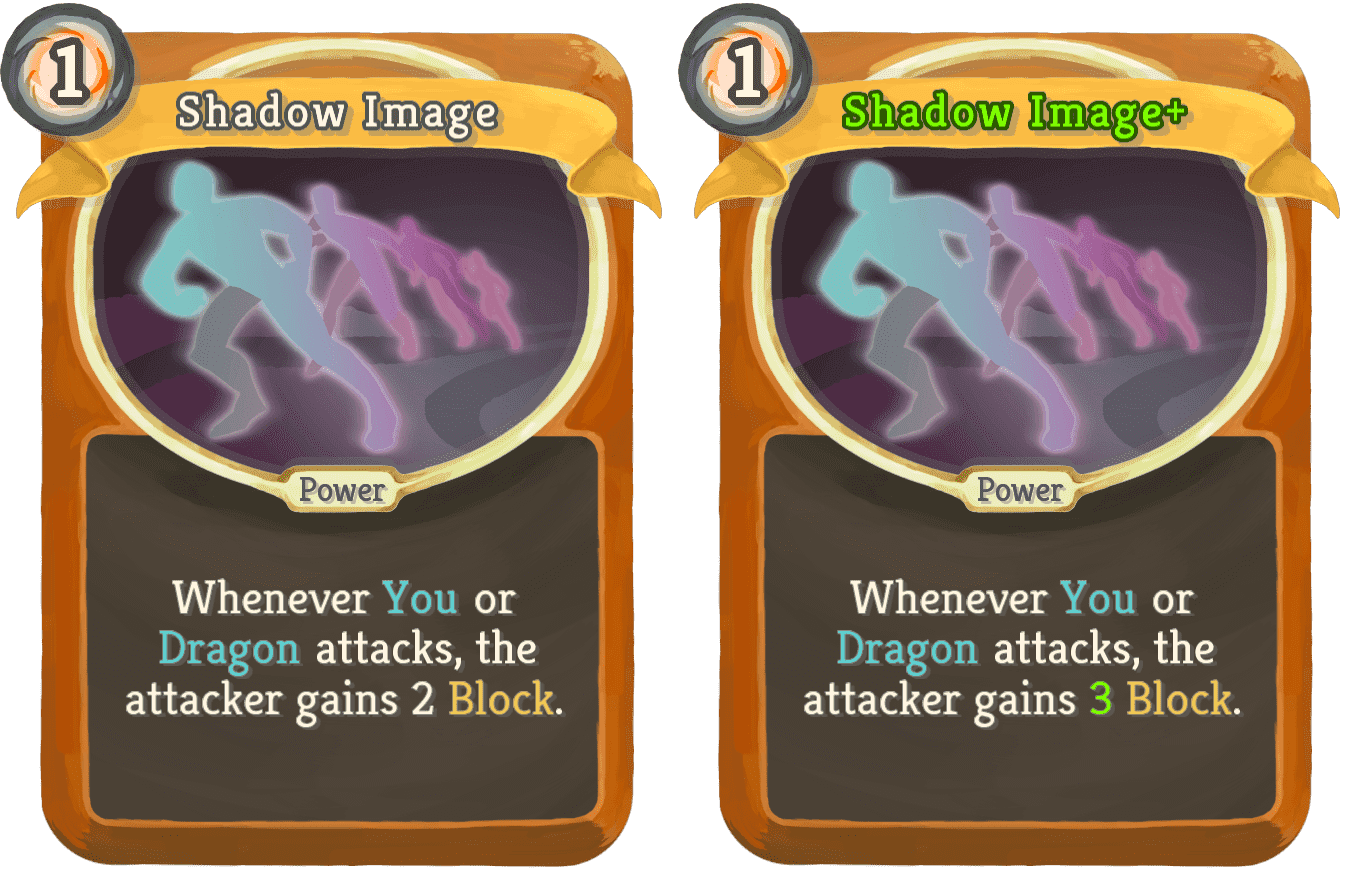 1
Shadow Image
Power
Whenever You or
Dragon attacks, the
attacker gains 2 Block.
1
Shadow Image+
Power
Whenever You or
Dragon attacks, the
attacker gains 3 Block.